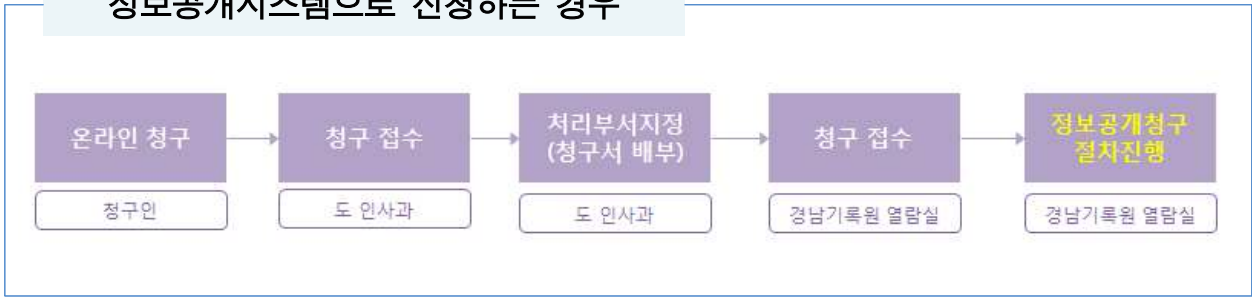 정보공개시스템으로 신청하는 경우
온라인 청구
청구 접수
처리부서지정
(청구서 배부)
청구 접수
정보공개청구
절차진행
청구인
도 인사과
도 인사과
경남기록원 열람실
경남기록원 열람실